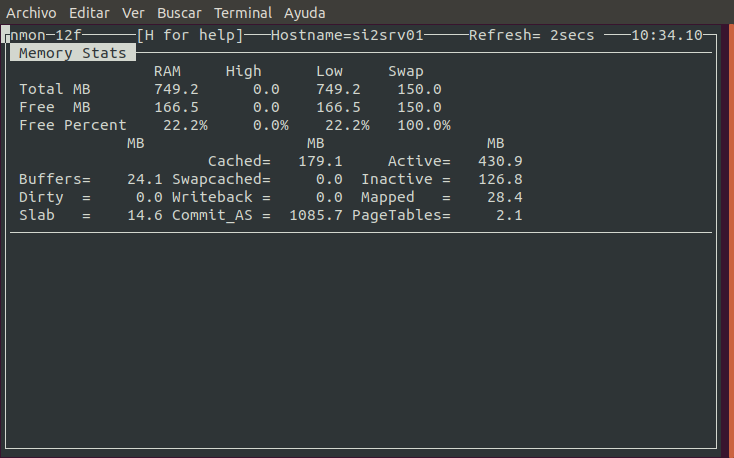 Archivo Editar Ver Buscar Terminal Ayuda
nmon-12f [H for help] Hostname=si2srv01 Refresh= 2secs 10:34.10
Memory Stats
RAM High Low Swap
Total MB 749.2 0.0 749.2 150.0
Free MB 166.5 0.0 166.5 150.0
Free Percent 22.2% 0.0% 22.2% 100.0%
MB MB MB
Cached= 179.1 Active= 430.9
Buffers= 24.1 Swapcached= 0.0 Inactive = 126.8
Dirty = 0.0 Writeback = 0.0 Mapped = 28.4
Slab = 14.6 Commit_AS = 1085.7 PageTables= 2.1